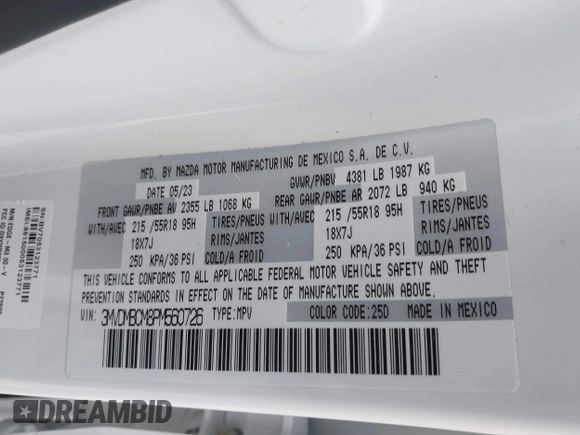 MFD. BY MAZDA MOTOR MANUFACTURING DE MEXICO S.A. DE C.V.
DATE 05/23 GVWR/PNBV 4381 LB 1987 KG
FRONT GAWR/PNBE AV 2355 LB 1068 KG REAR GAWR/PNBE AR 2072 LB 940 KG
WITH/AVEC 215 /55R18 95H TIRES/PNEUS WITH/AVEC 215 /55R18 95H TIRES/PNEUS
18X7J RIMS/JANTES 18X7J RIMS/JANTES
250 KPA/36 PSI COLD/A FROID 250 KPA/36 PSI COLD/A FROID
THIS VEHICLE CONFORMS TO ALL APPLICABLE FEDERAL MOTOR VEHICLE SAFETY AND THEFT
PREVENTION STANDARDS IN EFFECT ON THE DATE OF MANUFACTURE SHOWN ABOVE.
VIN: 3MVDMBCM8PM560726 TYPE: MPV COLOR CODE: 25D MADE IN MEXICO
DREAMBID